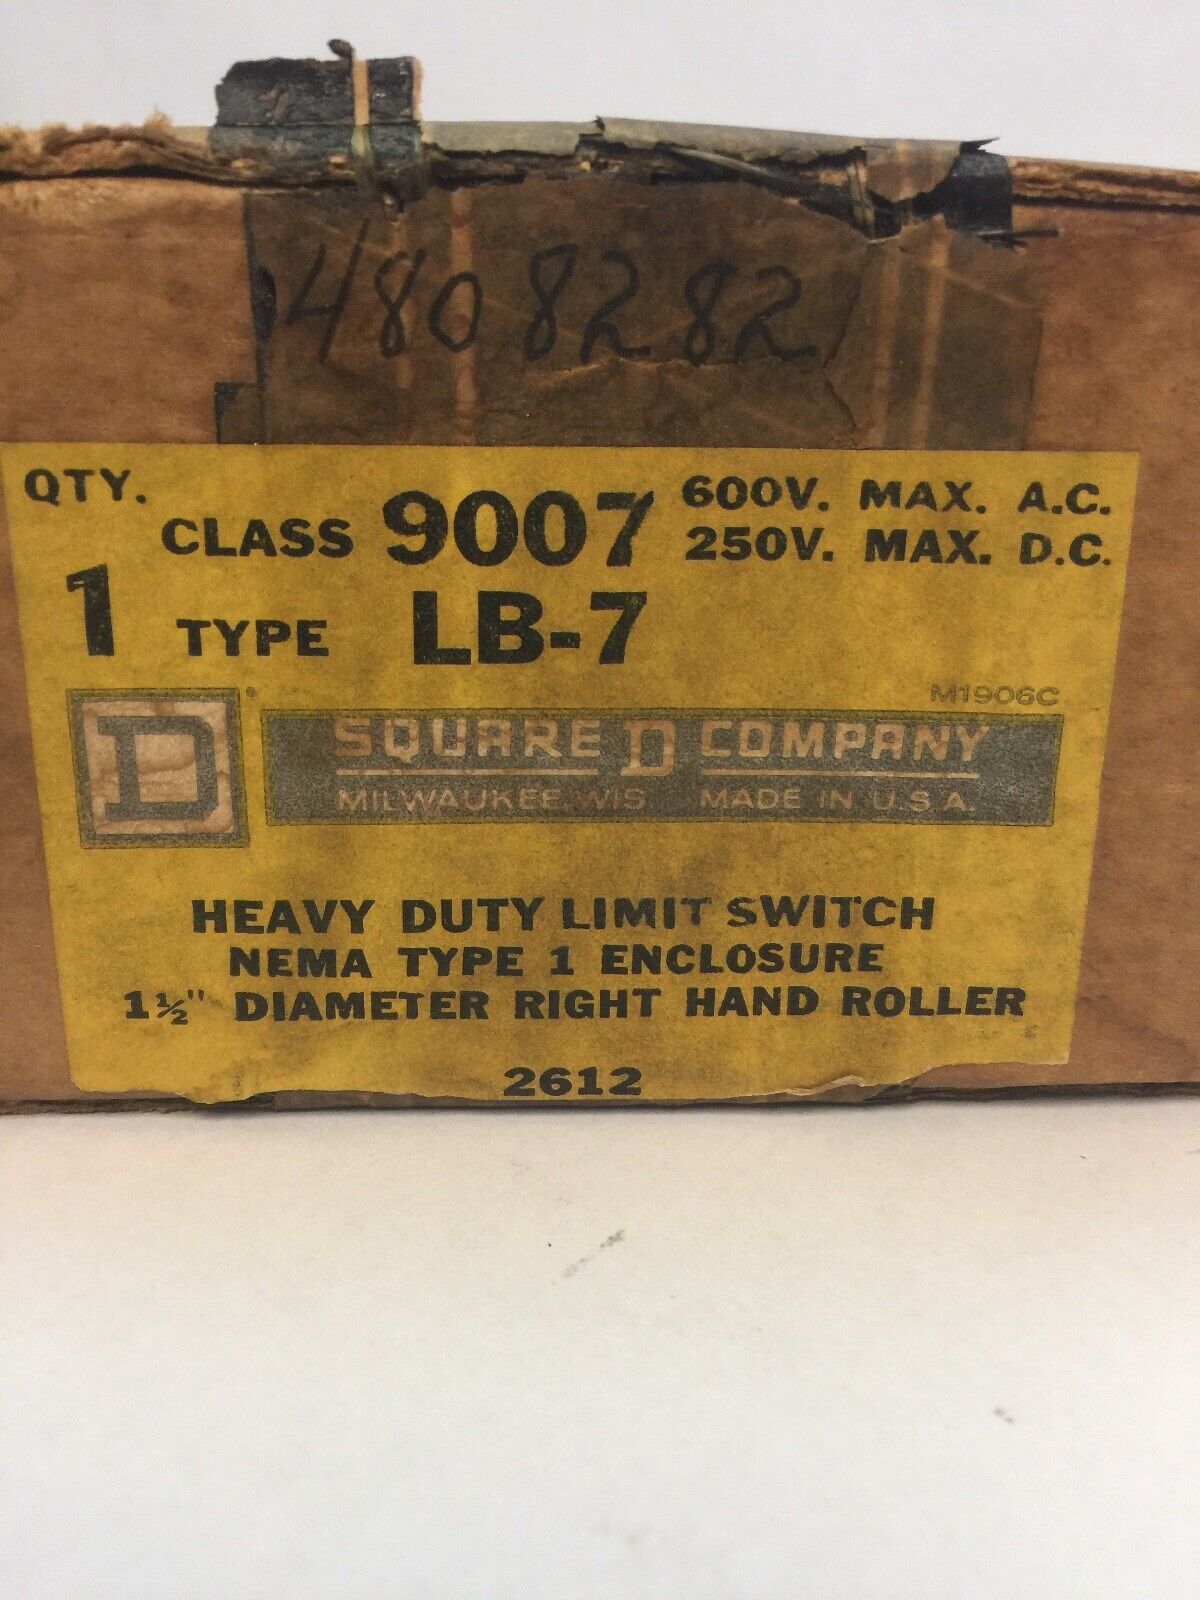 4808282
QTY. CLASS 9007 600V. MAX. A.C.
250V. MAX. D.C.
1 TYPE LB-7
M1906C
D SQUARE D COMPANY
MILWAUKEE, WIS MADE IN U.S.A.
HEAVY DUTY LIMIT SWITCH
NEMA TYPE 1 ENCLOSURE
1½" DIAMETER RIGHT HAND ROLLER
2612